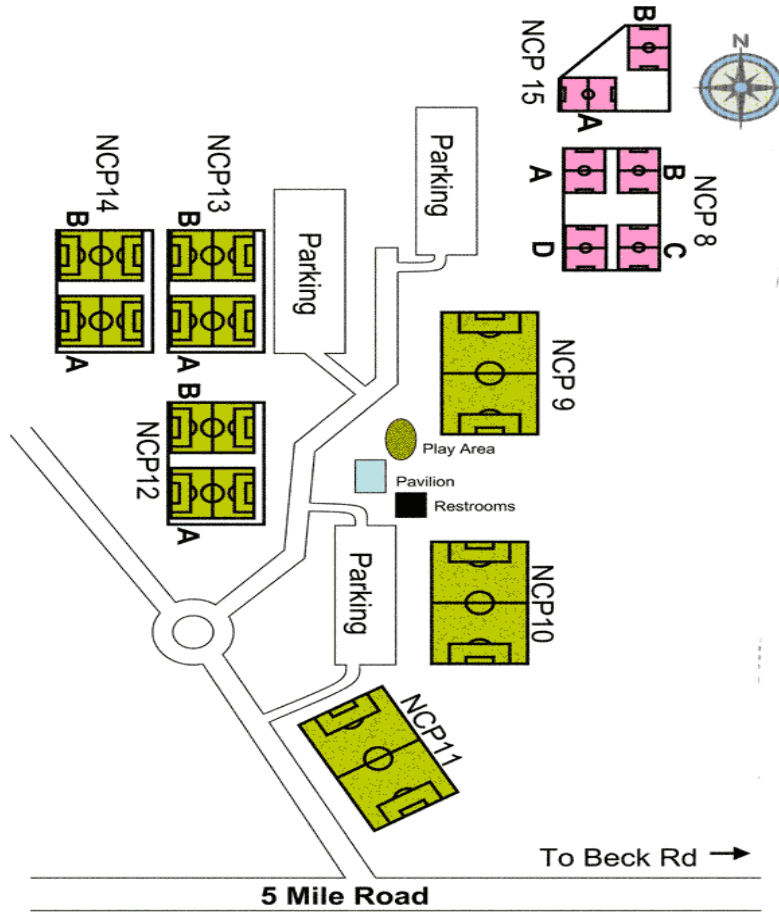 N
B
NCP 15
A
A
B
NCP 8
D
C
Parking
Parking
NCP14
B
A
NCP13
B
A
NCP 9
B
NCP12
A
Play Area
Pavilion
Restrooms
Parking
NCP10
NCP11
To Beck Rd
5 Mile Road